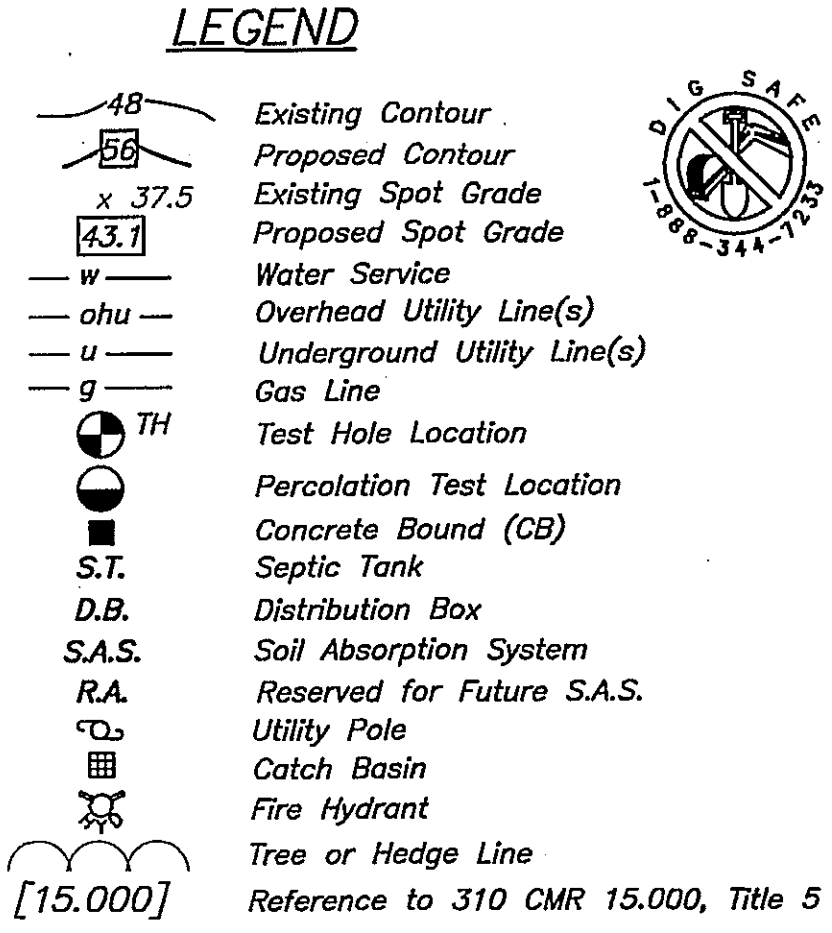 LEGEND
DIG SAFE
1-888-344-7233
48 Existing Contour
56 Proposed Contour
x 37.5 Existing Spot Grade
43.1 Proposed Spot Grade
w Water Service
ohu Overhead Utility Line(s)
u Underground Utility Line(s)
g Gas Line
TH Test Hole Location
Percolation Test Location
Concrete Bound (CB)
S.T. Septic Tank
D.B. Distribution Box
S.A.S. Soil Absorption System
R.A. Reserved for Future S.A.S.
Utility Pole
Catch Basin
Fire Hydrant
Tree or Hedge Line
[15.000] Reference to 310 CMR 15.000, Title 5